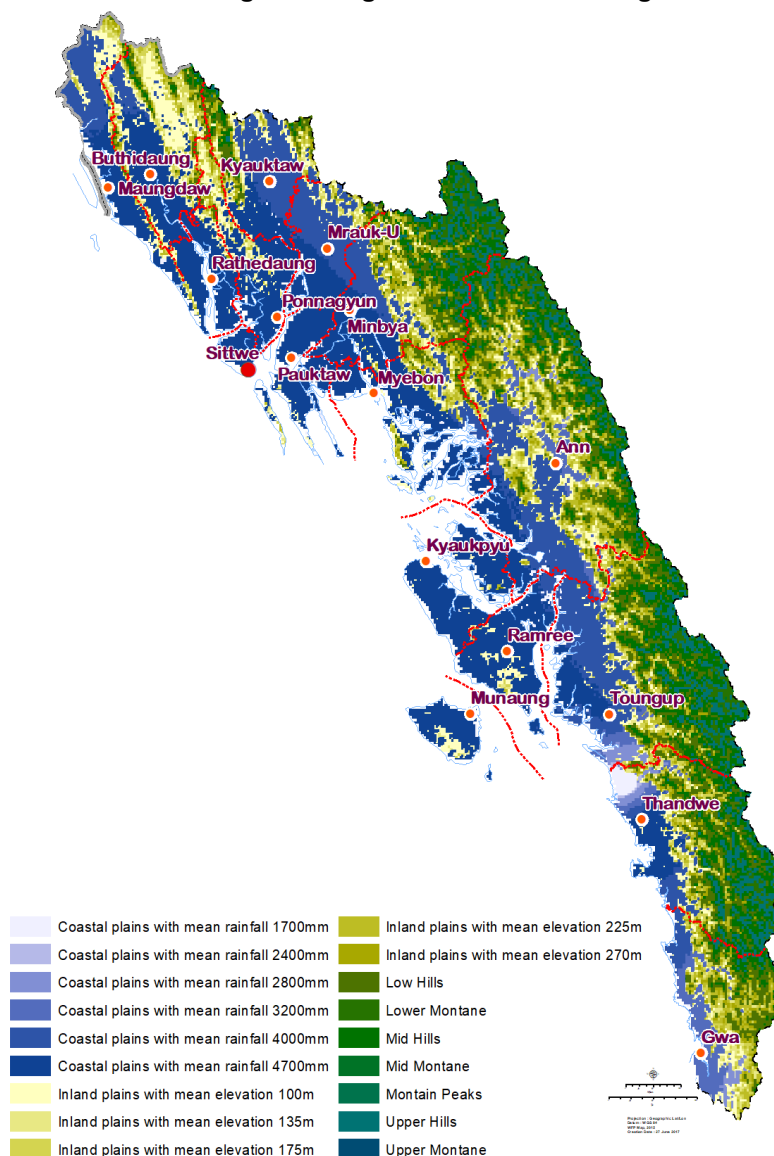 Buthidaung
Kyauktaw
Maungdaw
Mrauk-U
Rathedaung
Ponnagyun
Minbya
Sittwe
Pauktaw
Myebon
Ann
Kyaukpyu
Ramree
Munaung
Toungup
Thandwe
Gwa
Coastal plains with mean rainfall 1700mm
Coastal plains with mean rainfall 2400mm
Coastal plains with mean rainfall 2800mm
Coastal plains with mean rainfall 3200mm
Coastal plains with mean rainfall 4000mm
Coastal plains with mean rainfall 4700mm
Inland plains with mean elevation 100m
Inland plains with mean elevation 135m
Inland plains with mean elevation 175m
Inland plains with mean elevation 225m
Inland plains with mean elevation 270m
Low Hills
Lower Montane
Mid Hills
Mid Montane
Montain Peaks
Upper Hills
Upper Montane